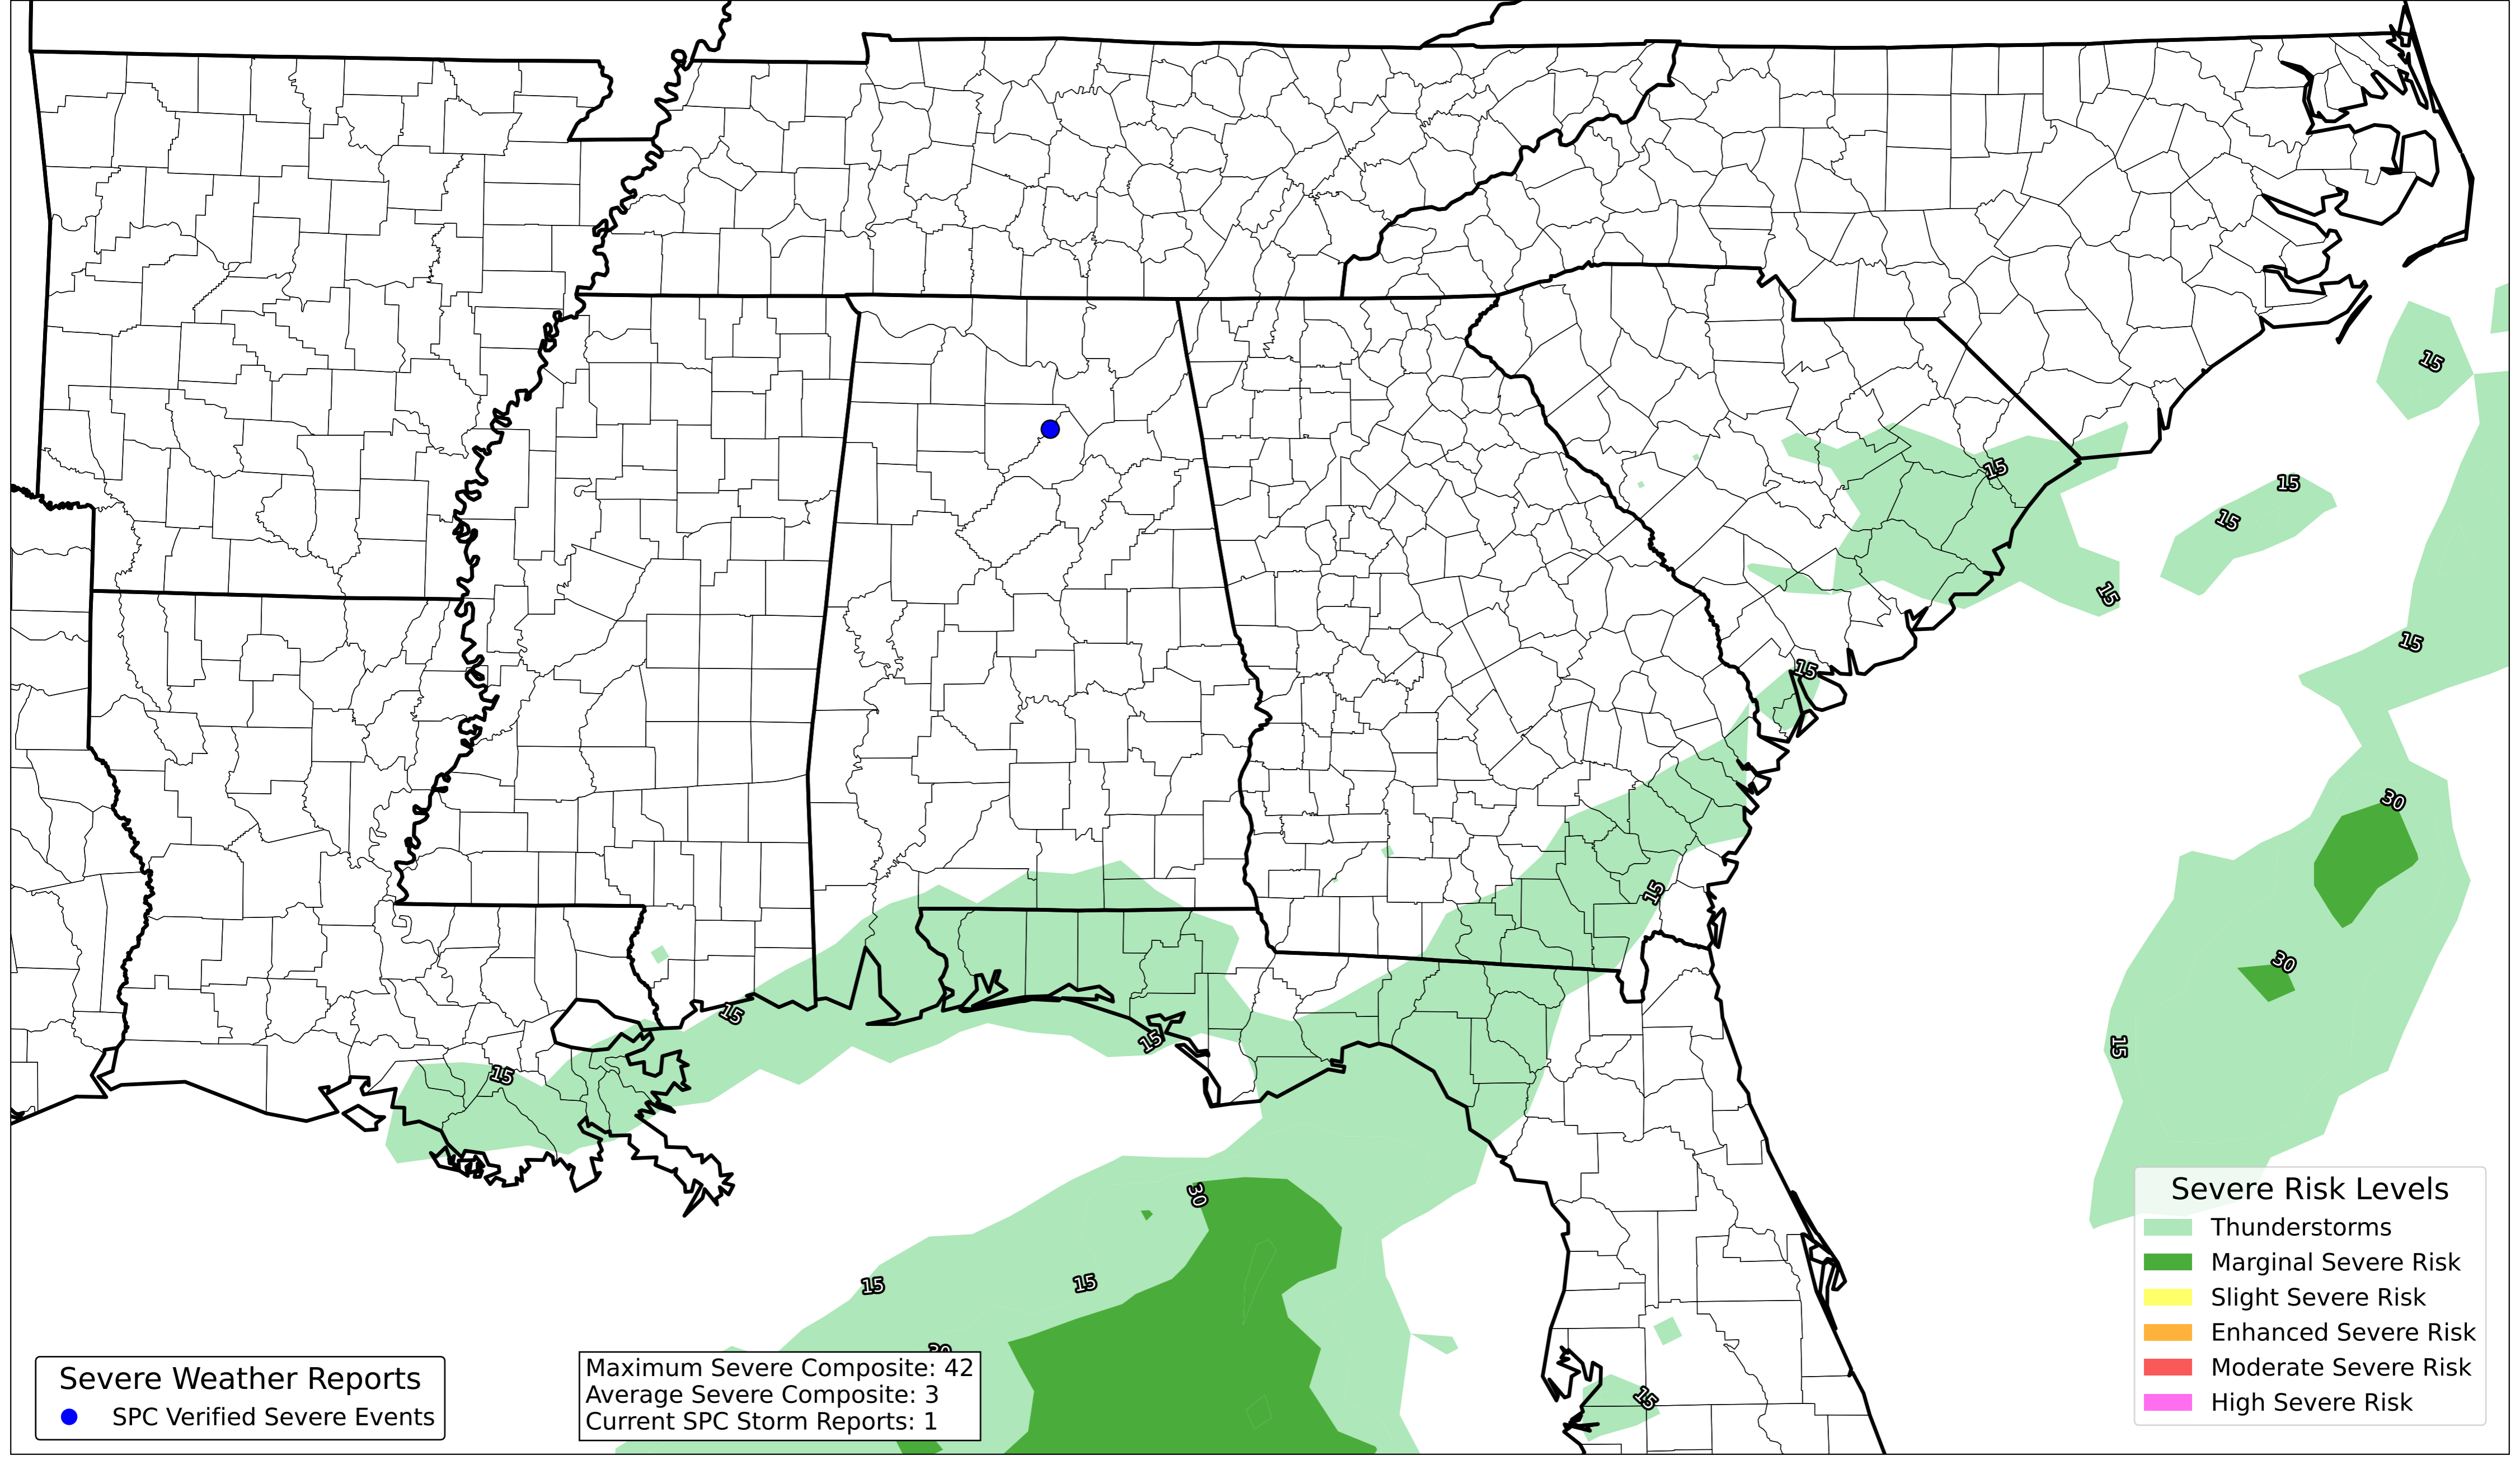 15
15
15
15
15
15
15
30
15
15
15
30
15
15
15
30
15
15
30
15
Severe Risk Levels
Thunderstorms
Marginal Severe Risk
Slight Severe Risk
Enhanced Severe Risk
Moderate Severe Risk
High Severe Risk
Severe Weather Reports
SPC Verified Severe Events
Maximum Severe Composite: 42
Average Severe Composite: 3
Current SPC Storm Reports: 1